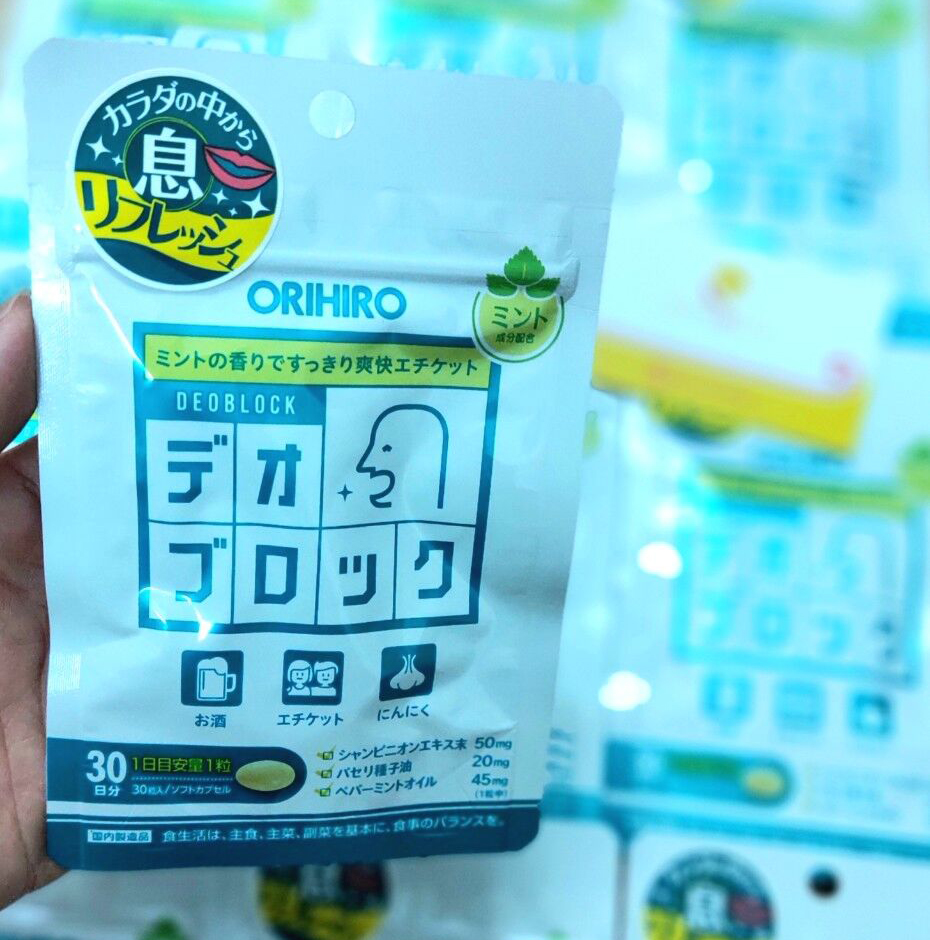 カラダの中から
息
リフレッシュ
ORIHIRO
ミント
成分配合
ミントの香りですっきり爽快エチケット
DEOBLOCK
デオ
ブロック
お酒
エチケット
にんにく
30
日分
1日目安量1粒
30粒入/ソフトカプセル
シャンピニオンエキス末 50mg
パセリ種子油 20mg
ペパーミントオイル 45mg
(1粒中)
国内製造品 食生活は、主食、主菜、副菜を基本に、食事のバランスを。